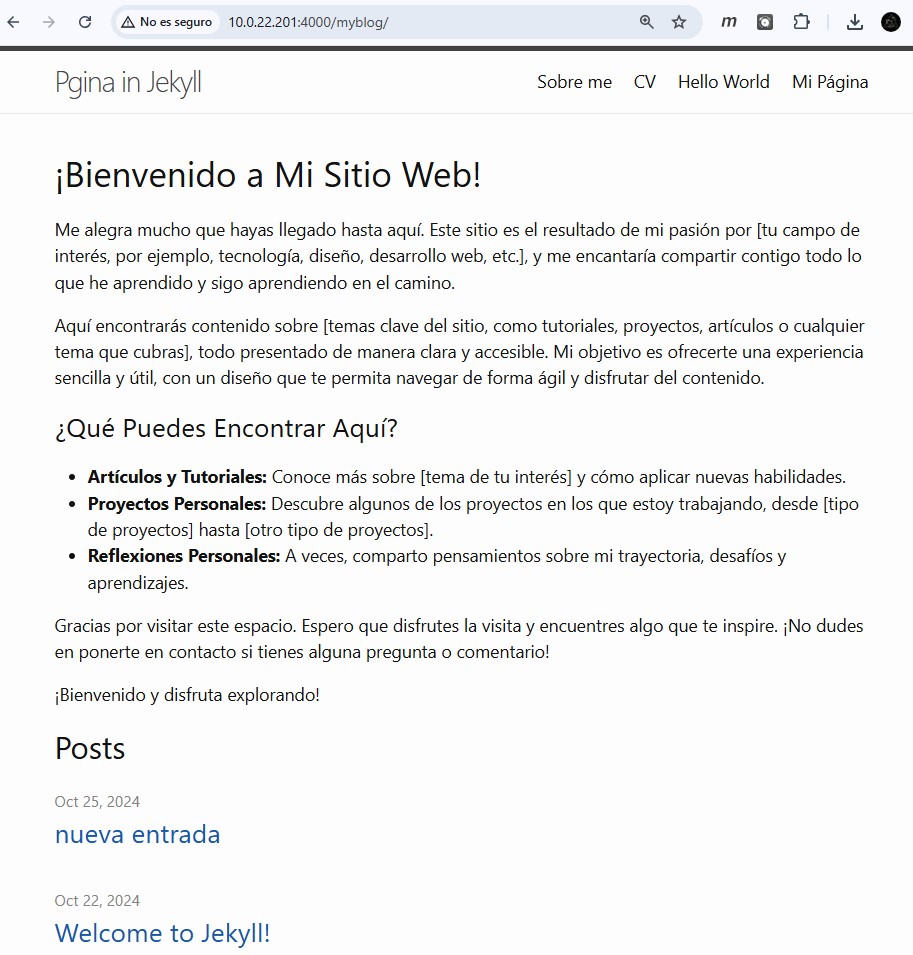 No es seguro 10.0.22.201:4000/myblog/
Pgina in Jekyll
Sobre me CV Hello World Mi Página
¡Bienvenido a Mi Sitio Web!
Me alegra mucho que hayas llegado hasta aquí. Este sitio es el resultado de mi pasión por [tu campo de
interés, por ejemplo, tecnología, diseño, desarrollo web, etc.], y me encantaría compartir contigo todo lo
que he aprendido y sigo aprendiendo en el camino.
Aquí encontrarás contenido sobre [temas clave del sitio, como tutoriales, proyectos, artículos o cualquier
tema que cubras], todo presentado de manera clara y accesible. Mi objetivo es ofrecerte una experiencia
sencilla y útil, con un diseño que te permita navegar de forma ágil y disfrutar del contenido.
¿Qué Puedes Encontrar Aquí?
• Artículos y Tutoriales: Conoce más sobre [tema de tu interés] y cómo aplicar nuevas habilidades.
• Proyectos Personales: Descubre algunos de los proyectos en los que estoy trabajando, desde [tipo
de proyectos] hasta [otro tipo de proyectos].
• Reflexiones Personales: A veces, comparto pensamientos sobre mi trayectoria, desafíos y
aprendizajes.
Gracias por visitar este espacio. Espero que disfrutes la visita y encuentres algo que te inspire. ¡No dudes
en ponerte en contacto si tienes alguna pregunta o comentario!
¡Bienvenido y disfruta explorando!
Posts
Oct 25, 2024
nueva entrada
Oct 22, 2024
Welcome to Jekyll!